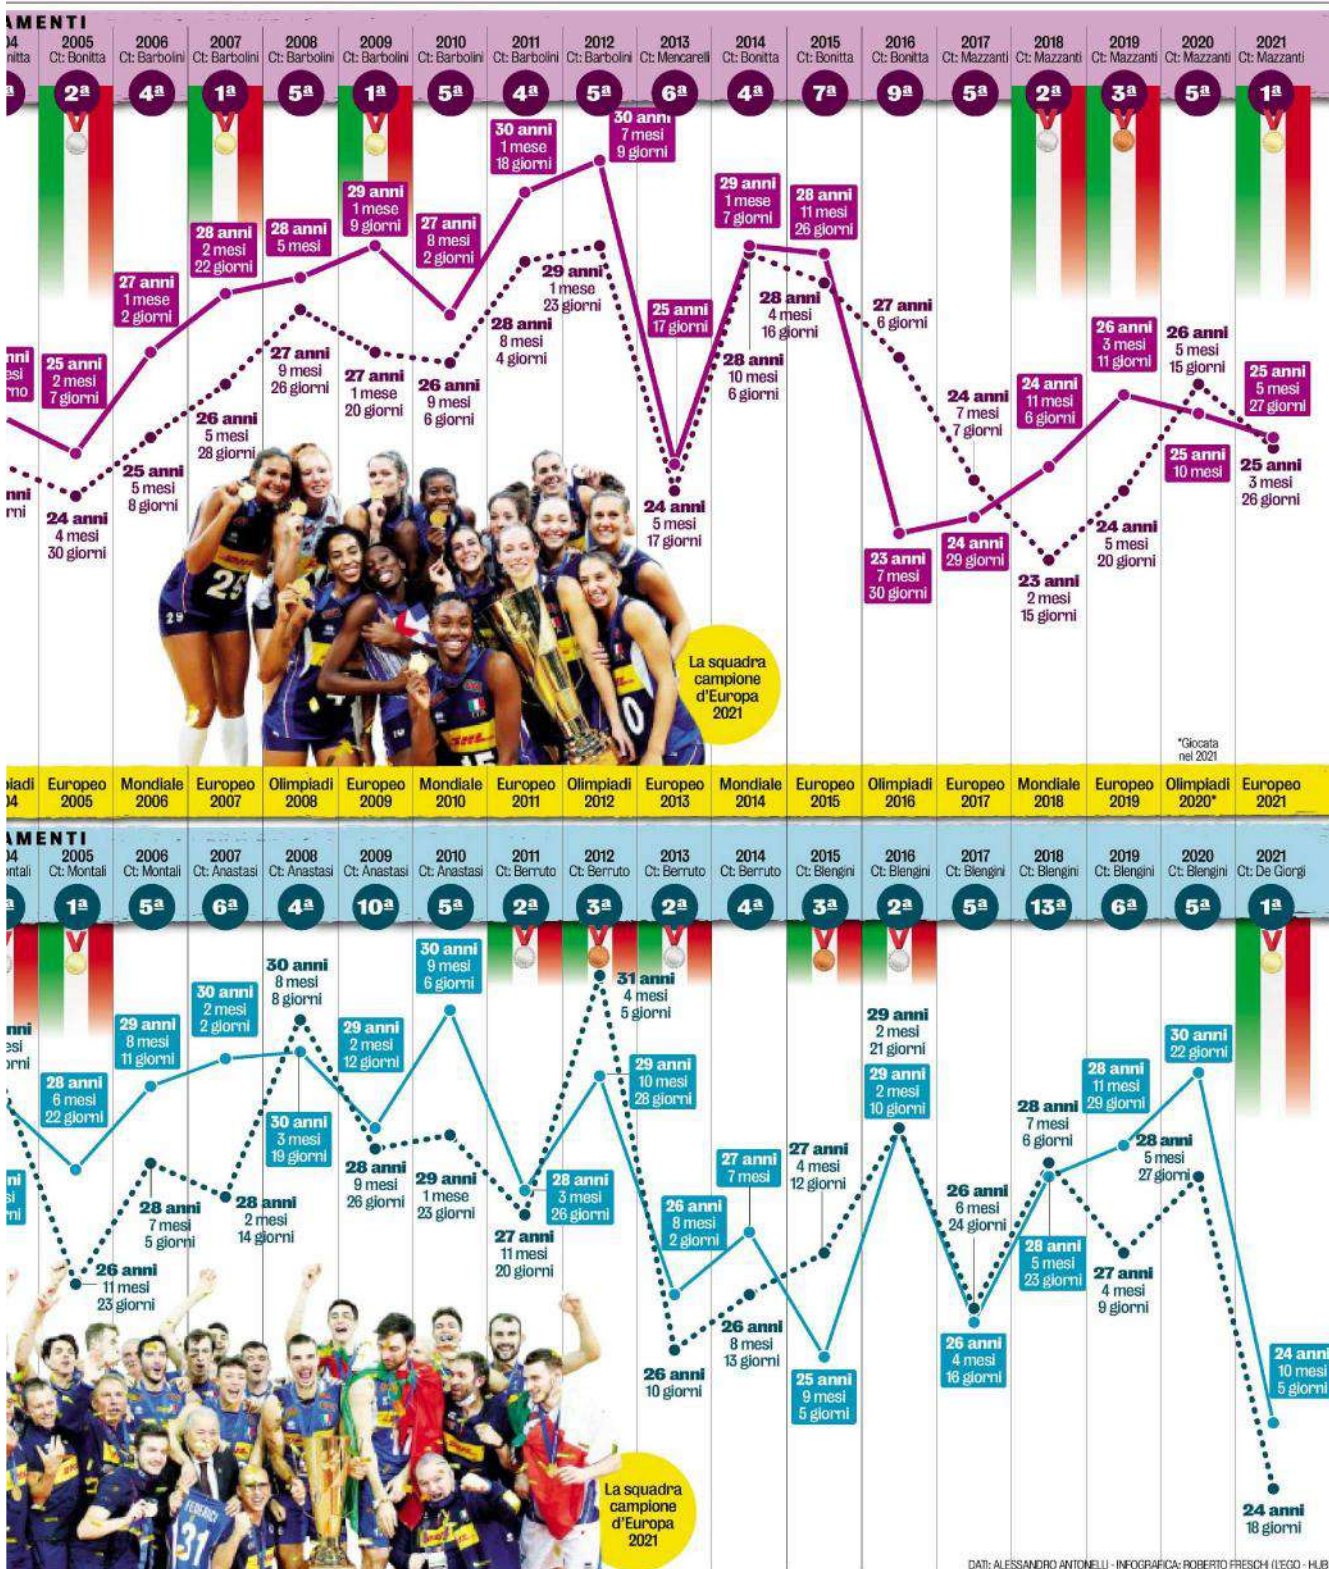 AMENTI
04
2005
2006
2007
2008
2009
2010
2011
2012
2013
2014
2015
2016
2017
2018
2019
2020
2021
Ct: Bonitta
Ct: Barbolini
Ct: Barbolini
Ct: Barbolini
Ct: Barbolini
Ct: Barbolini
Ct: Barbolini
Ct: Barbolini
Ct: Mencarelli
Ct: Bonitta
Ct: Bonitta
Ct: Bonitta
Ct: Mazzanti
Ct: Mazzanti
Ct: Mazzanti
Ct: Mazzanti
Ct: Mazzanti
2ª
4ª
1ª
5ª
1ª
5ª
4ª
5ª
6ª
4ª
7ª
9ª
5ª
2ª
3ª
5ª
1ª
25 anni
2 mesi
7 giorni
24 anni
4 mesi
30 giorni
27 anni
1 mese
2 giorni
25 anni
5 mesi
8 giorni
28 anni
2 mesi
22 giorni
26 anni
5 mesi
28 giorni
28 anni
5 mesi
27 anni
9 mesi
26 giorni
29 anni
1 mese
9 giorni
27 anni
1 mese
20 giorni
27 anni
8 mesi
2 giorni
26 anni
9 mesi
6 giorni
30 anni
1 mese
18 giorni
28 anni
8 mesi
4 giorni
30 anni
7 mesi
9 giorni
29 anni
1 mese
23 giorni
25 anni
17 giorni
24 anni
5 mesi
17 giorni
29 anni
1 mese
7 giorni
28 anni
10 mesi
6 giorni
28 anni
11 mesi
26 giorni
28 anni
4 mesi
16 giorni
27 anni
6 giorni
23 anni
7 mesi
30 giorni
24 anni
7 mesi
7 giorni
24 anni
29 giorni
24 anni
11 mesi
6 giorni
23 anni
2 mesi
15 giorni
26 anni
3 mesi
11 giorni
24 anni
5 mesi
20 giorni
26 anni
5 mesi
15 giorni
25 anni
10 mesi
25 anni
5 mesi
27 giorni
25 anni
3 mesi
26 giorni
La squadra
campione
d'Europa
2021
*Giocata
nel 2021
piadi
04
Europeo
2005
Mondiale
2006
Europeo
2007
Olimpiadi
2008
Europeo
2009
Mondiale
2010
Europeo
2011
Olimpiadi
2012
Europeo
2013
Mondiale
2014
Europeo
2015
Olimpiadi
2016
Europeo
2017
Mondiale
2018
Europeo
2019
Olimpiadi
2020*
Europeo
2021
AMENTI
04
2005
2006
2007
2008
2009
2010
2011
2012
2013
2014
2015
2016
2017
2018
2019
2020
2021
Ct: Montali
Ct: Montali
Ct: Anastasi
Ct: Anastasi
Ct: Anastasi
Ct: Anastasi
Ct: Berruto
Ct: Berruto
Ct: Berruto
Ct: Berruto
Ct: Blengini
Ct: Blengini
Ct: Blengini
Ct: Blengini
Ct: Blengini
Ct: Blengini
Ct: De Giorgi
1ª
5ª
6ª
4ª
10ª
5ª
2ª
3ª
2ª
4ª
3ª
2ª
5ª
13ª
6ª
5ª
1ª
28 anni
6 mesi
22 giorni
26 anni
11 mesi
23 giorni
29 anni
8 mesi
11 giorni
28 anni
7 mesi
5 giorni
30 anni
2 mesi
2 giorni
28 anni
2 mesi
14 giorni
30 anni
8 mesi
8 giorni
30 anni
3 mesi
19 giorni
29 anni
2 mesi
12 giorni
28 anni
9 mesi
26 giorni
30 anni
9 mesi
6 giorni
29 anni
1 mese
23 giorni
28 anni
3 mesi
26 giorni
27 anni
11 mesi
20 giorni
31 anni
4 mesi
5 giorni
29 anni
10 mesi
28 giorni
26 anni
8 mesi
2 giorni
26 anni
10 giorni
27 anni
7 mesi
26 anni
8 mesi
13 giorni
27 anni
4 mesi
12 giorni
25 anni
9 mesi
5 giorni
29 anni
2 mesi
21 giorni
29 anni
2 mesi
10 giorni
26 anni
6 mesi
24 giorni
26 anni
4 mesi
16 giorni
28 anni
7 mesi
6 giorni
28 anni
5 mesi
23 giorni
28 anni
11 mesi
29 giorni
27 anni
4 mesi
9 giorni
30 anni
22 giorni
28 anni
5 mesi
27 giorni
24 anni
10 mesi
5 giorni
24 anni
18 giorni
FEDERICI
31
La squadra
campione
d'Europa
2021
DATI: ALESSANDRO ANTONELLI - INFOGRAFICA: ROBERTO FRESCHI (L'EGO - HUB